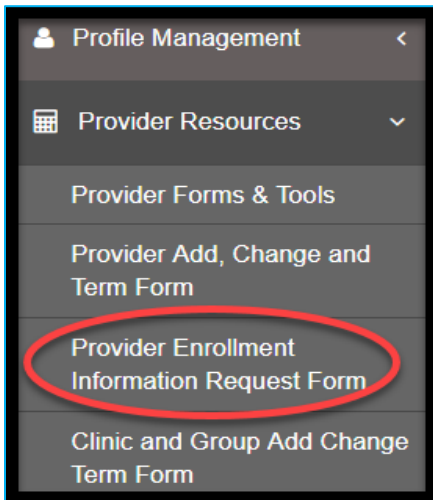 Profile Management
Provider Resources
Provider Forms & Tools
Provider Add, Change and
Term Form
Provider Enrollment
Information Request Form
Clinic and Group Add Change
Term Form